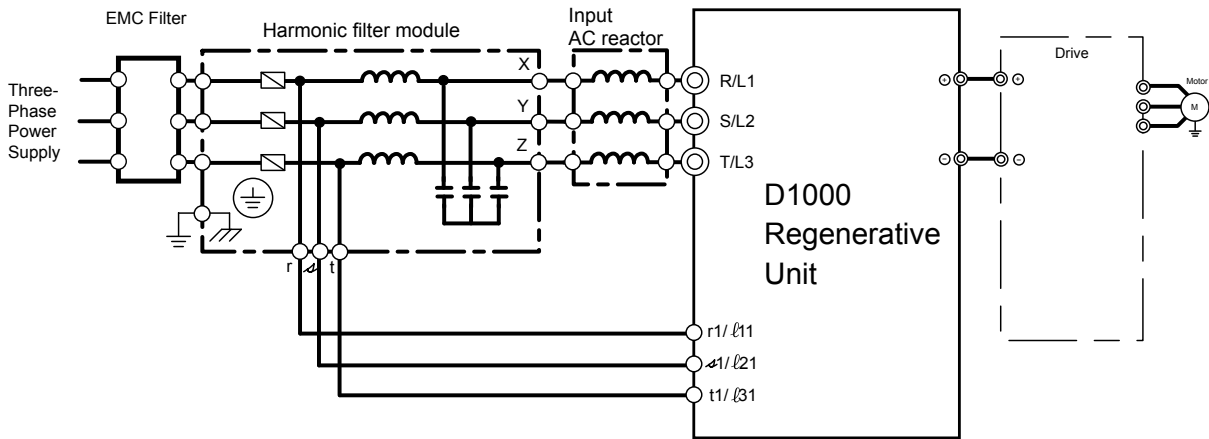 EMC Filter
Harmonic filter module
Input
AC reactor
Three-
Phase
Power
Supply
X
Y
Z
R/L1
S/L2
T/L3
D1000
Regenerative
Unit
Drive
Motor
M
+
+
−
−
r
s
t
r1/ℓ11
s1/ℓ21
t1/ℓ31